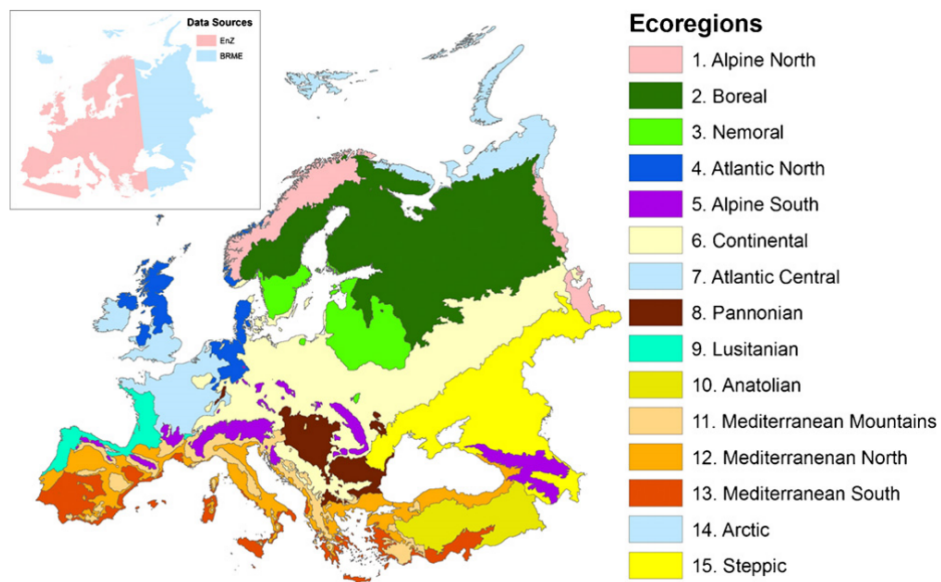 Data Sources
EnZ
BRME
Ecoregions
1. Alpine North
2. Boreal
3. Nemoral
4. Atlantic North
5. Alpine South
6. Continental
7. Atlantic Central
8. Pannonian
9. Lusitanian
10. Anatolian
11. Mediterranean Mountains
12. Mediterranenan North
13. Mediterranean South
14. Arctic
15. Steppic